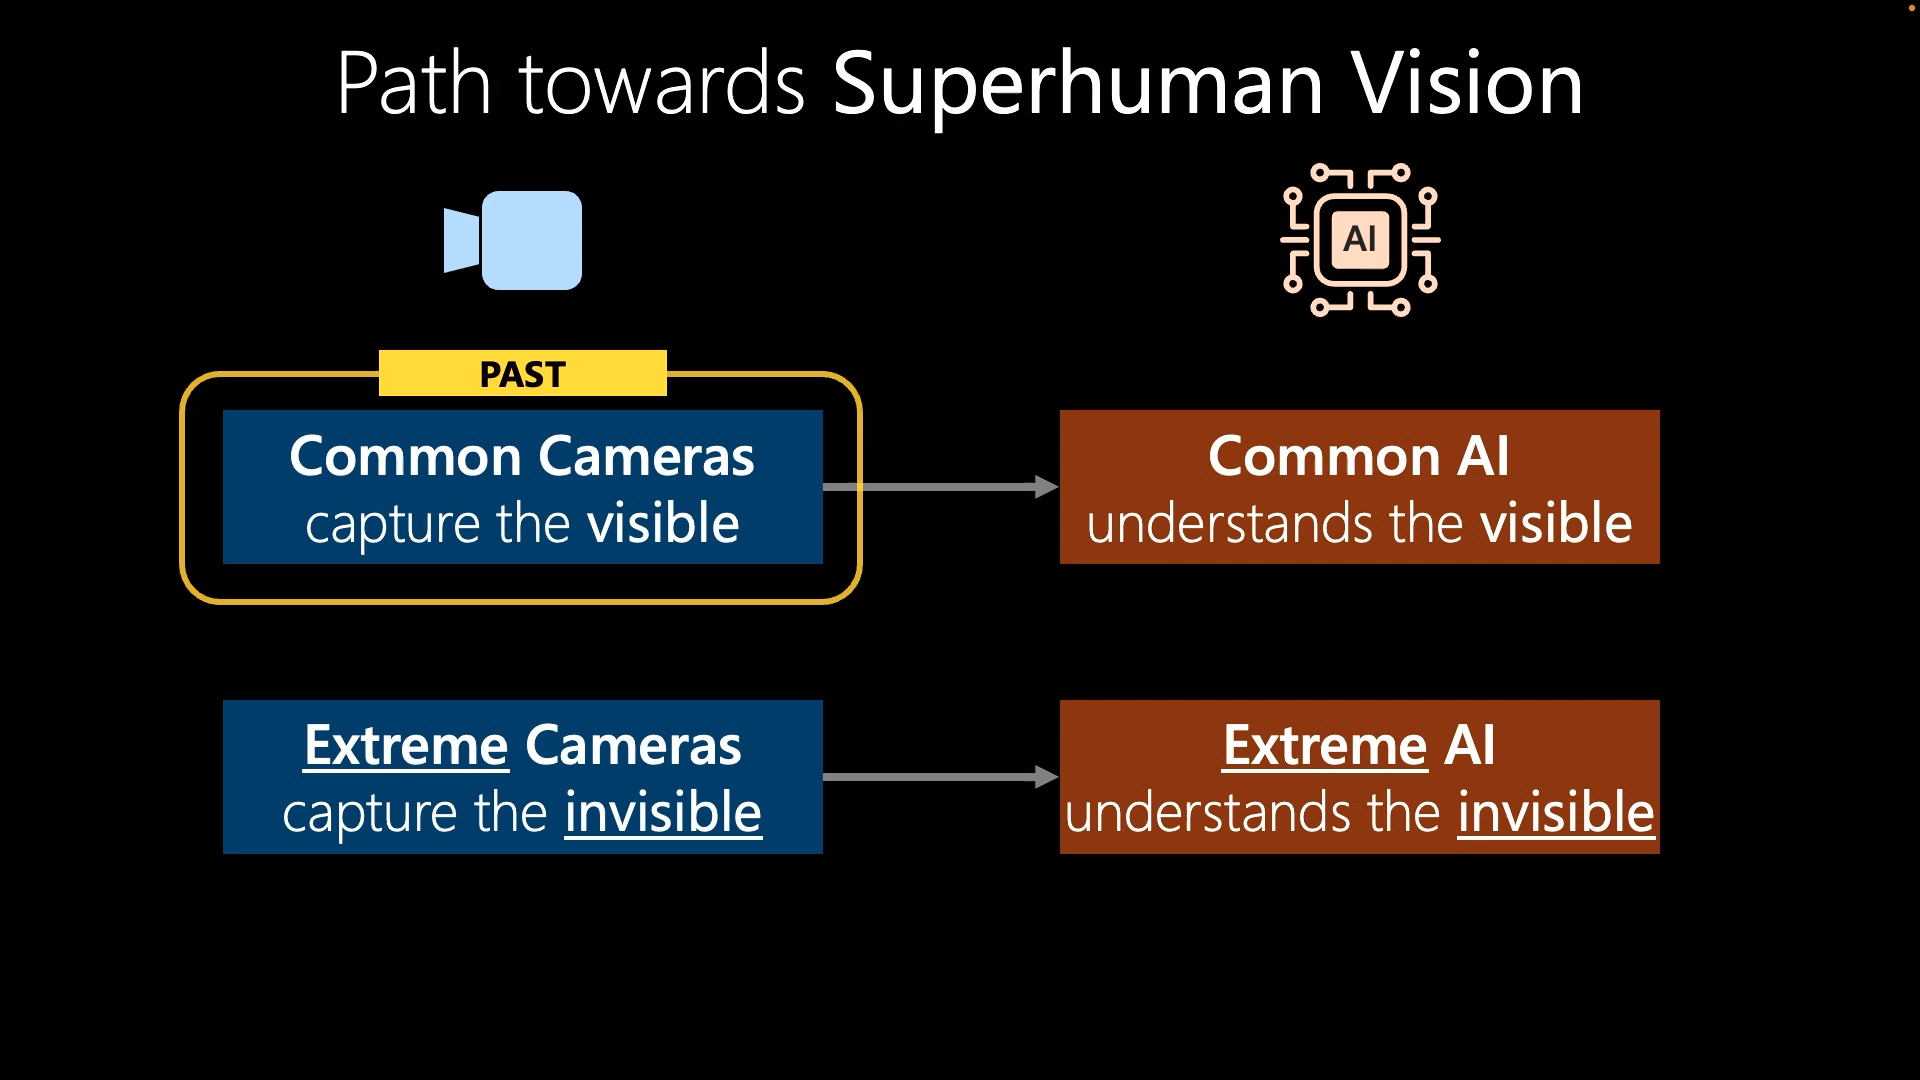 Path towards Superhuman Vision
AI
PAST
Common Cameras
capture the visible
Common AI
understands the visible
Extreme Cameras
capture the invisible
Extreme AI
understands the invisible